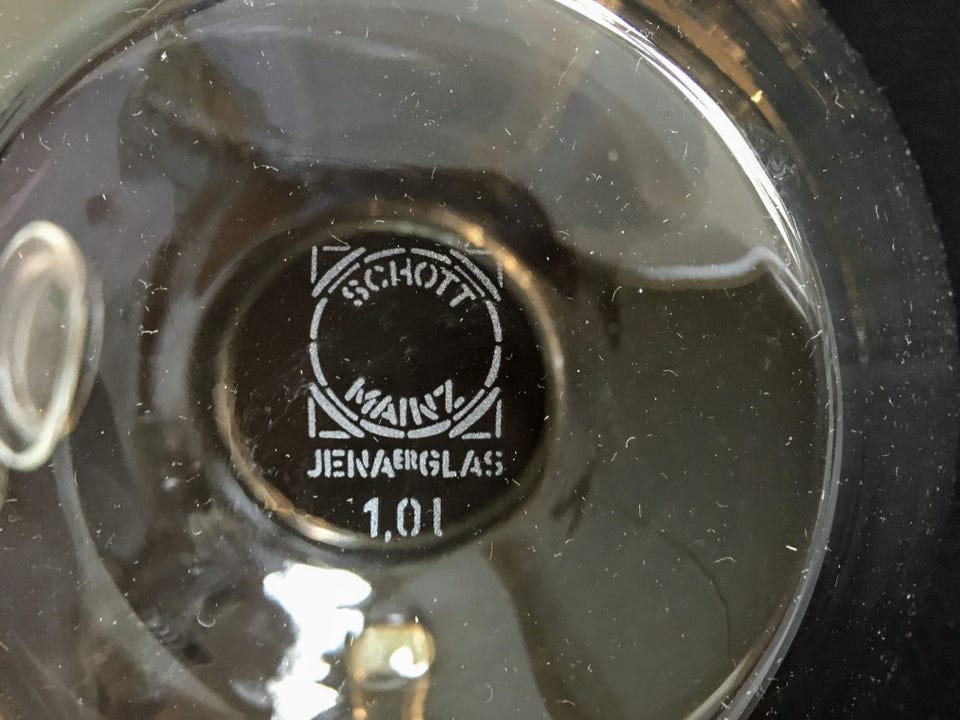 SCHOTT
MAINZ
JENAERGLAS
1,0l